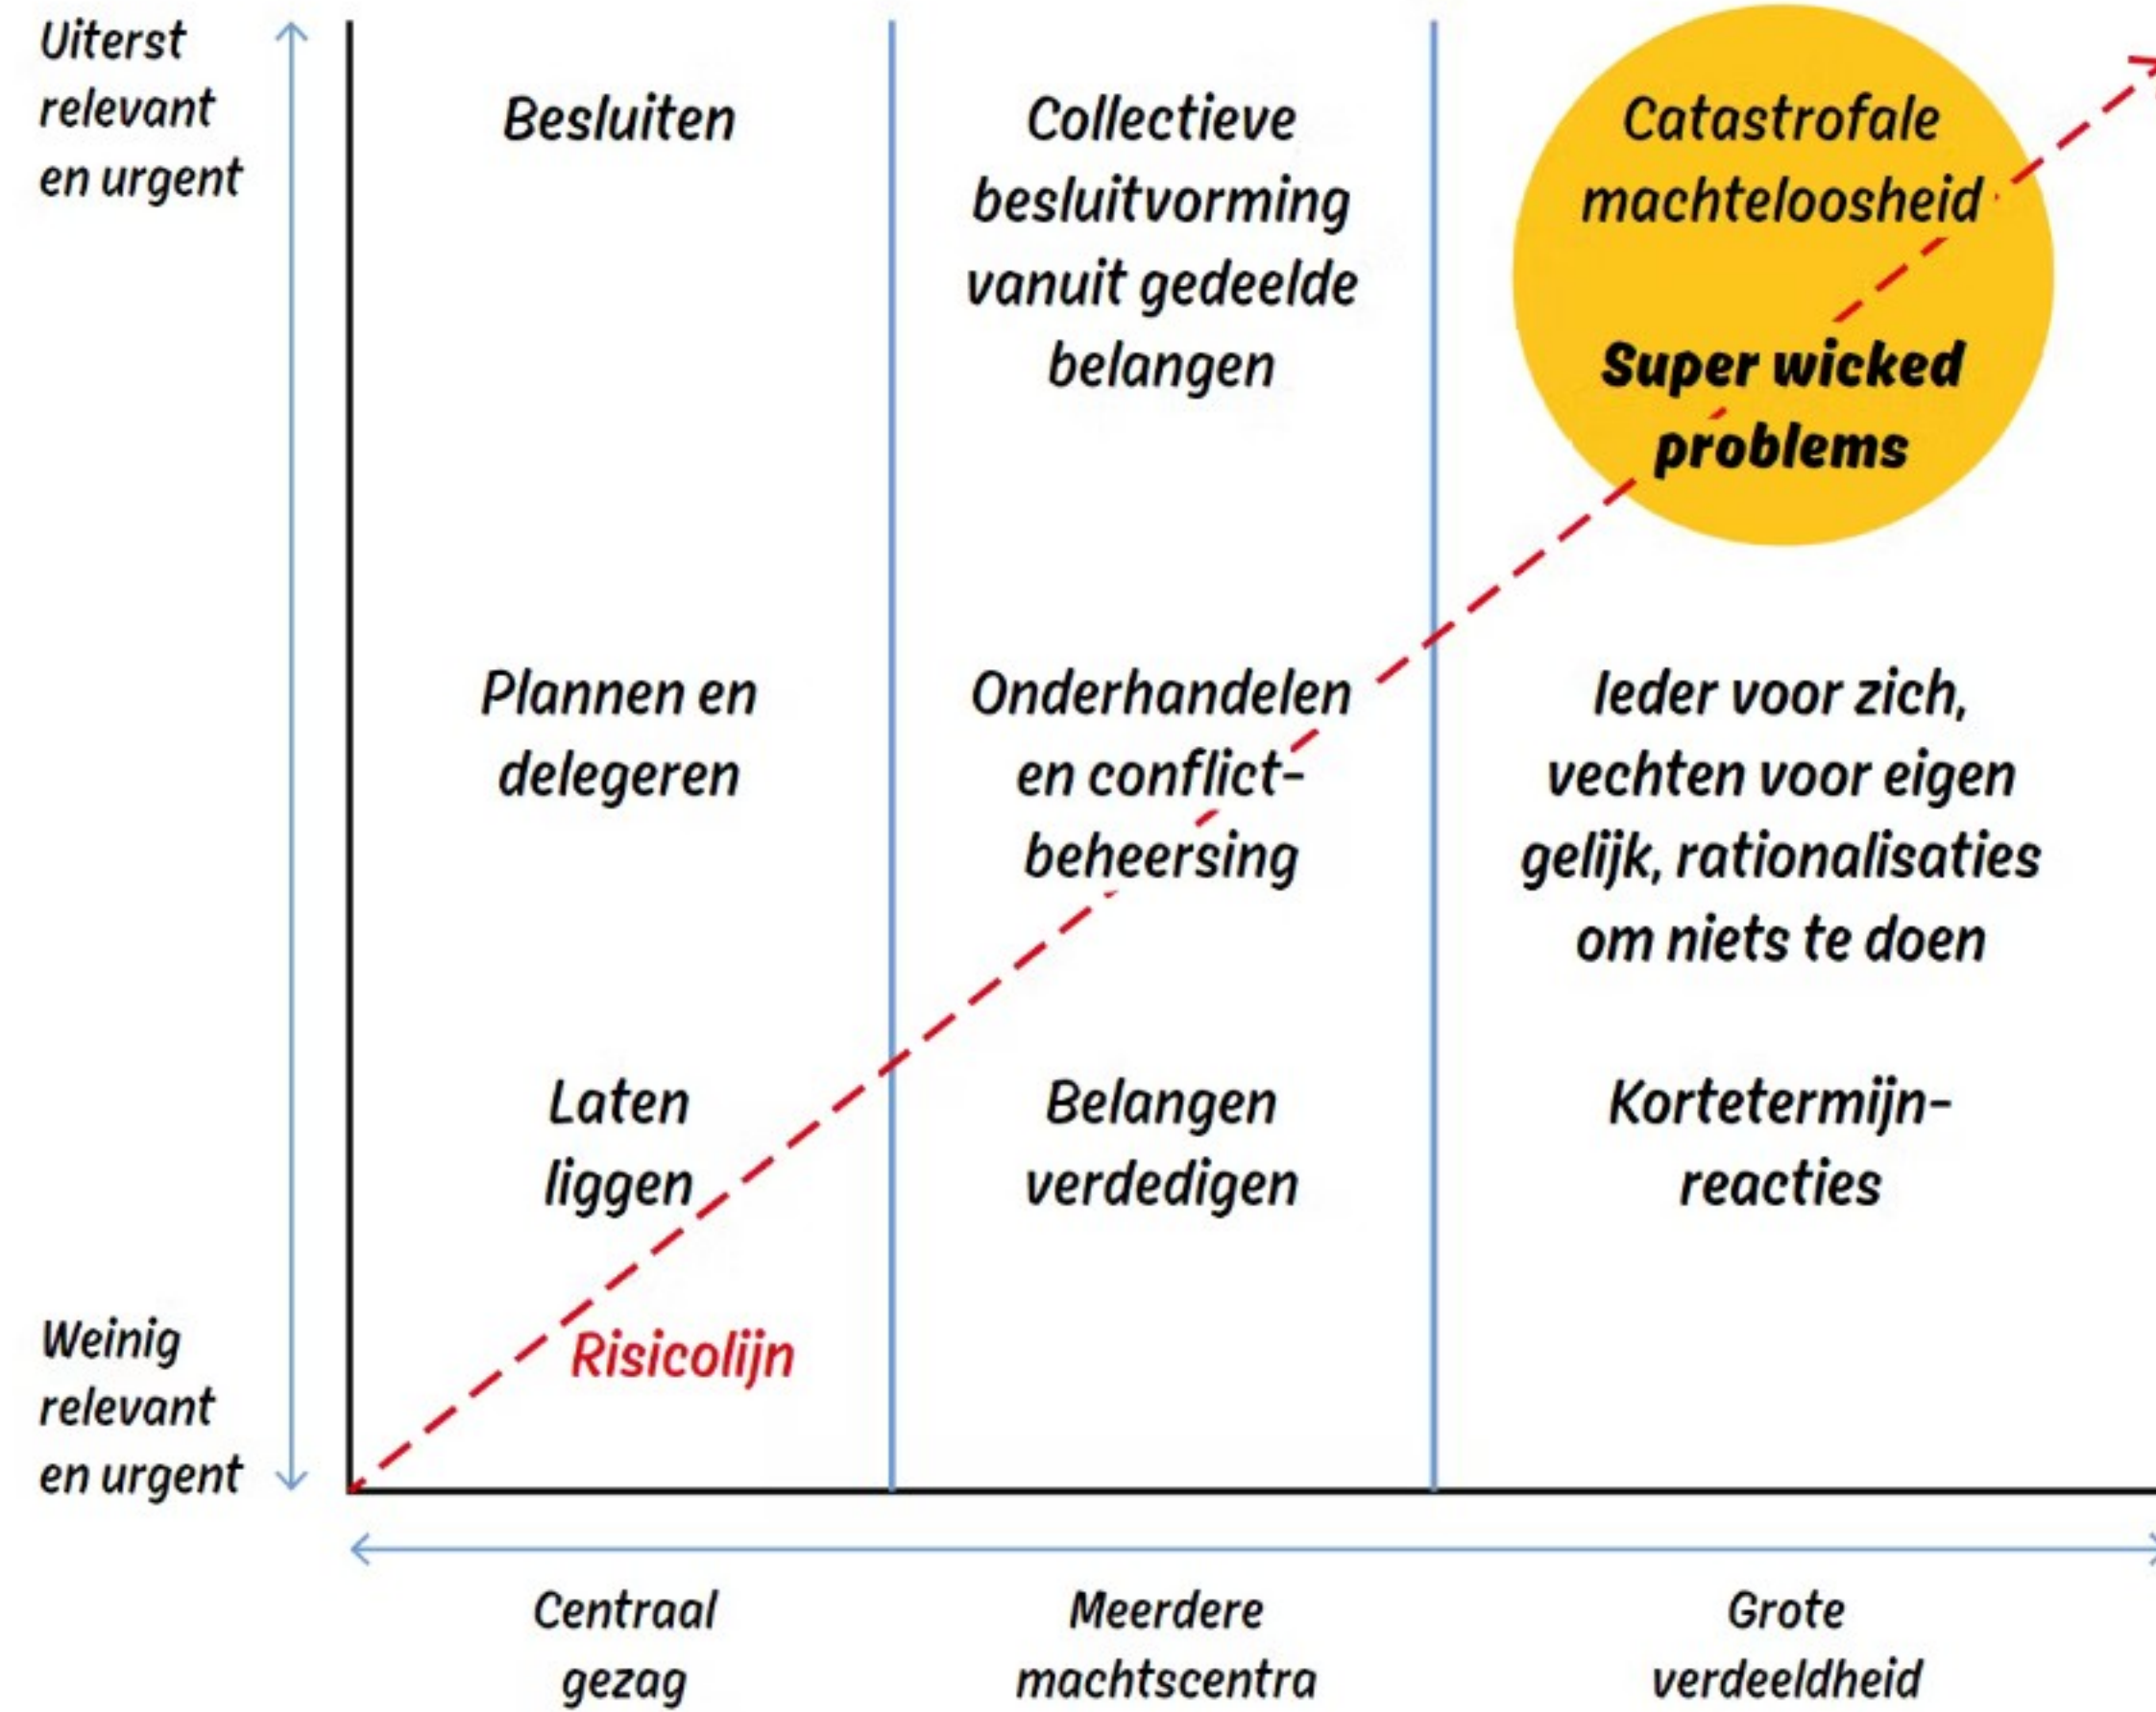 Uiterst
relevant
en urgent
Besluiten
Collectieve
besluitvorming
vanuit gedeelde
belangen
Catastrofale
machteloosheid
Super wicked
problems
Plannen en
delegeren
Onderhandelen
en conflict-
beheersing
Ieder voor zich,
vechten voor eigen
gelijk, rationalisaties
om niets te doen
Laten
liggen
Belangen
verdedigen
Kortetermijn-
reacties
Risicolijn
Weinig
relevant
en urgent
Centraal
gezag
Meerdere
machtscentra
Grote
verdeeldheid